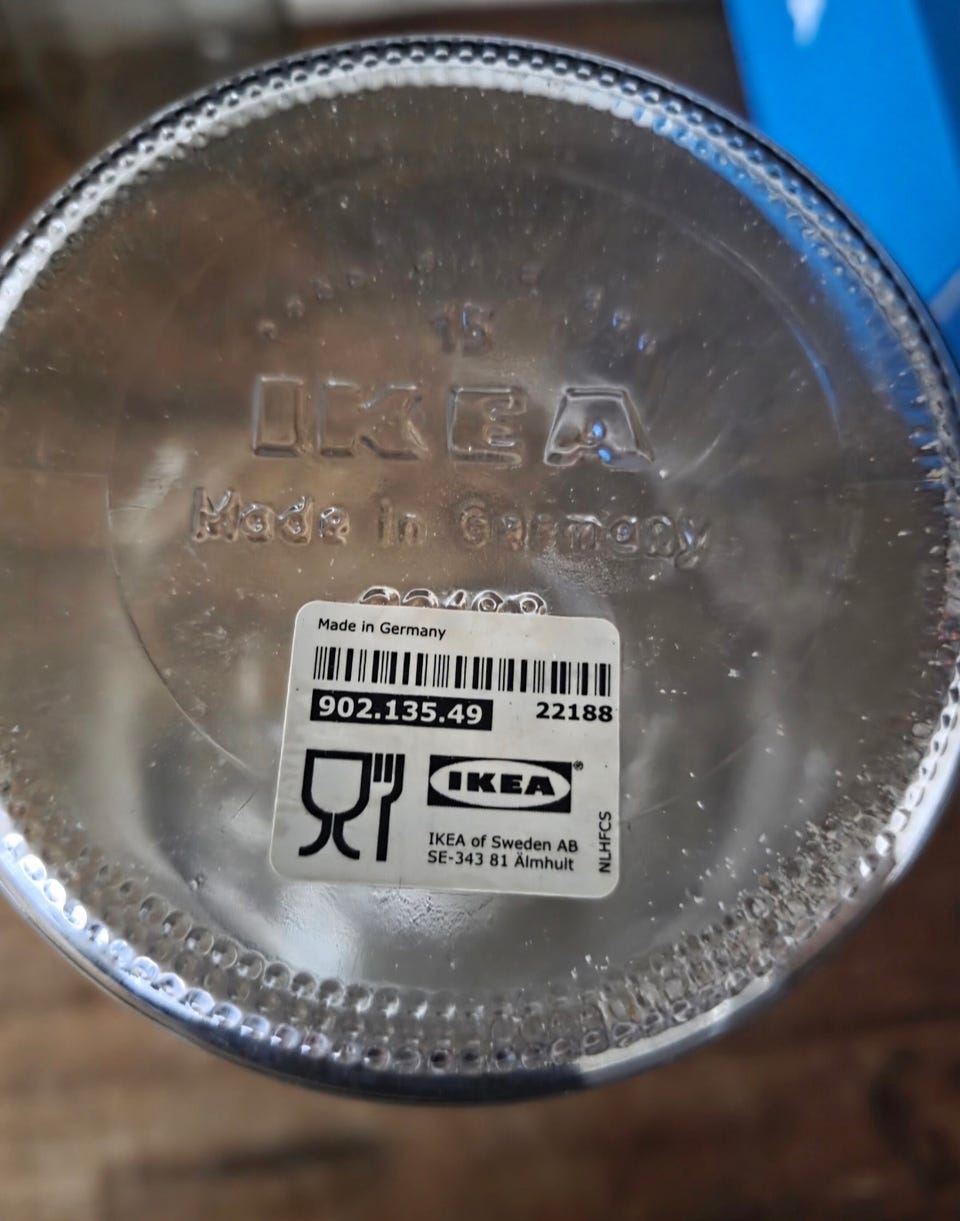 15
IKEA
Made in Germany
Made in Germany
902.135.49 22188
IKEA®
IKEA of Sweden AB
SE-343 81 Älmhult
NLHFCS